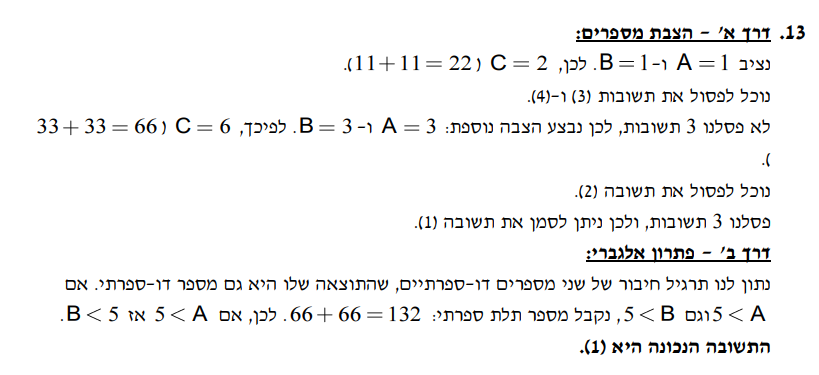 13. דרך א' - הצבת מספרים:
נציב A = 1 ו-B = 1. לכן, C = 2 (11+11 = 22).
נוכל לפסול את תשובות (3) ו-(4).
לא פסלנו 3 תשובות, לכן נבצע הצבה נוספת: A = 3 ו-B = 3. לפיכך, C = 6 (33+33 = 66
).
נוכל לפסול את תשובה (2).
פסלנו 3 תשובות, ולכן ניתן לסמן את תשובה (1).
דרך ב' - פתרון אלגברי:
נתון לנו תרגיל חיבור של שני מספרים דו-ספרתיים, שהתוצאה שלו היא גם מספר דו-ספרתי. אם
5 < A וגם 5 < B, נקבל מספר תלת ספרתי: 66+66 = 132. לכן, אם 5 < A אז B < 5.
התשובה הנכונה היא (1).